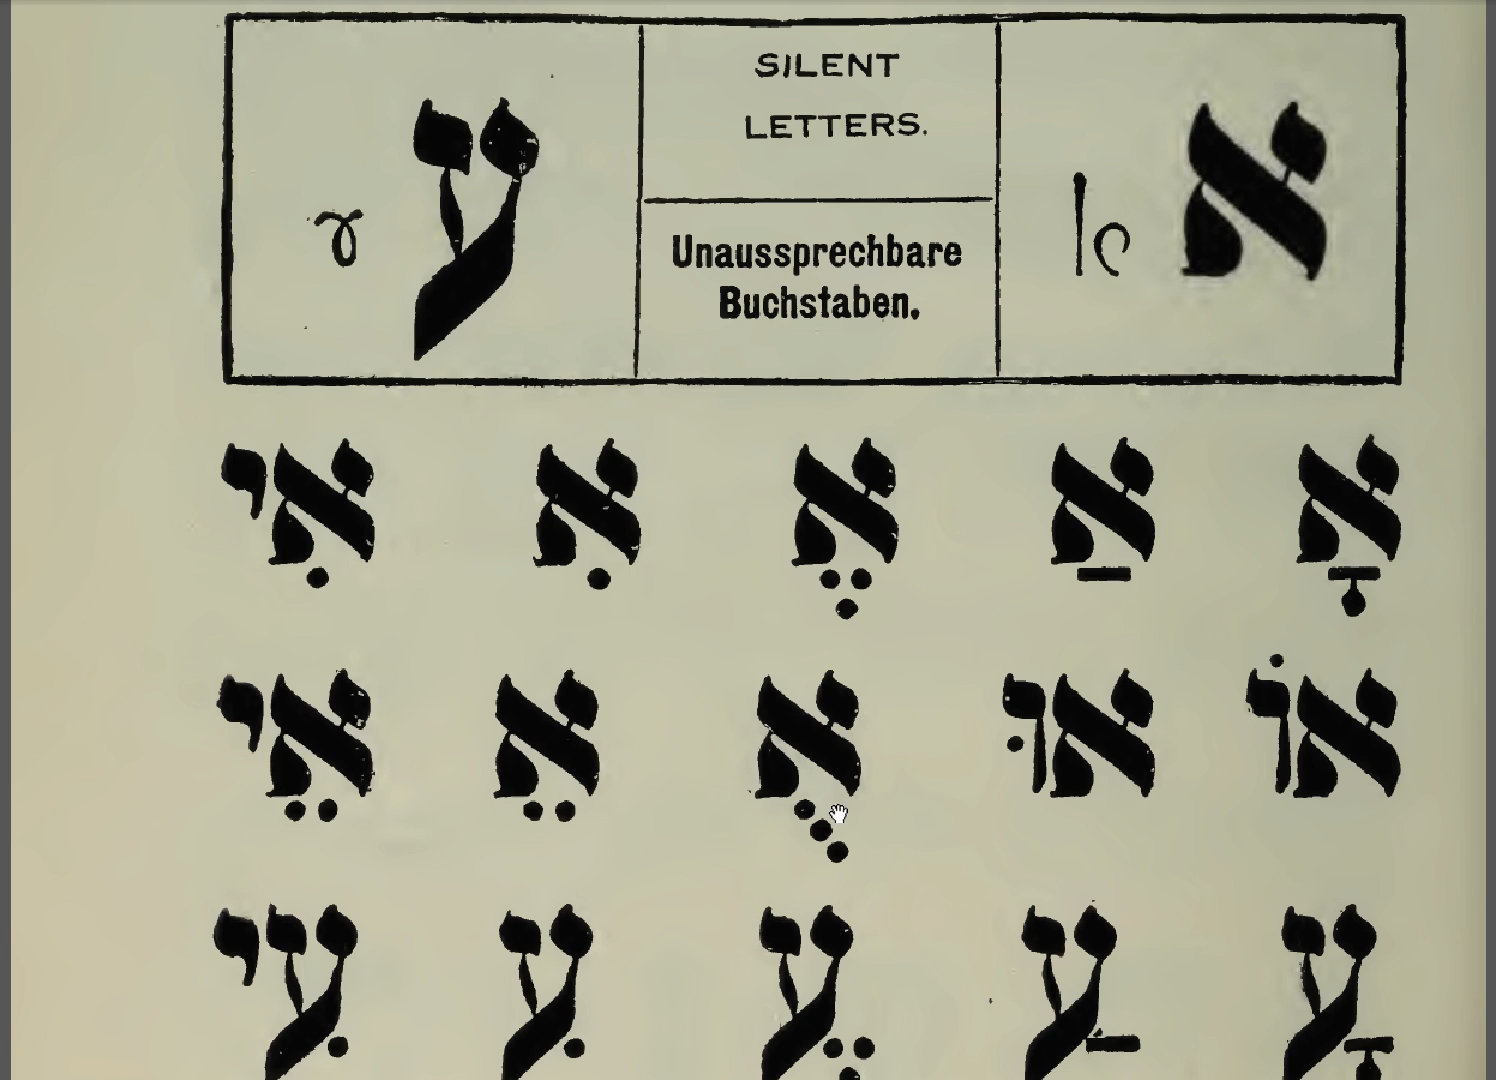 א
SILENT
LETTERS.
Unaussprechbare
Buchstaben.
ע
אָ אַ אֶ אִ אִי
אוֹ אוּ אֻ אֵ אֵי
עָ עַ עֶ עִ עִי